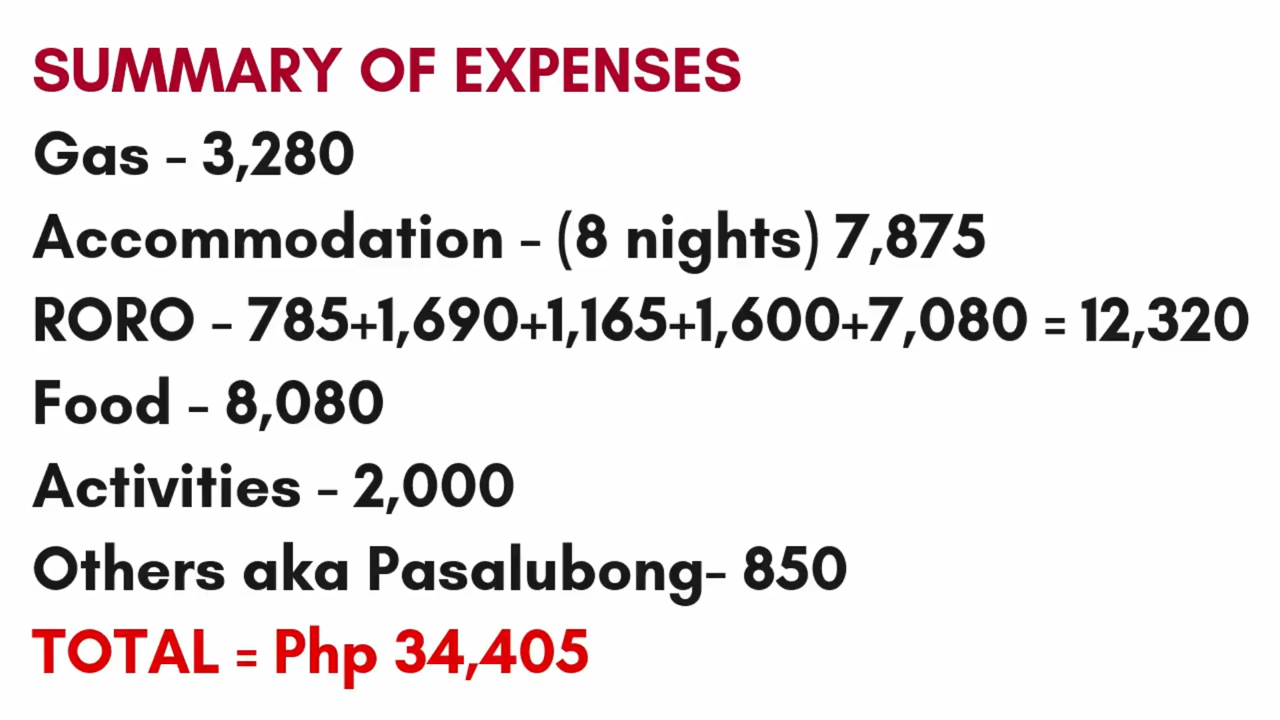 SUMMARY OF EXPENSES
Gas - 3,280
Accommodation - (8 nights) 7,875
RORO - 785+1,690+1,165+1,600+7,080 = 12,320
Food - 8,080
Activities - 2,000
Others aka Pasalubong- 850
TOTAL = Php 34,405